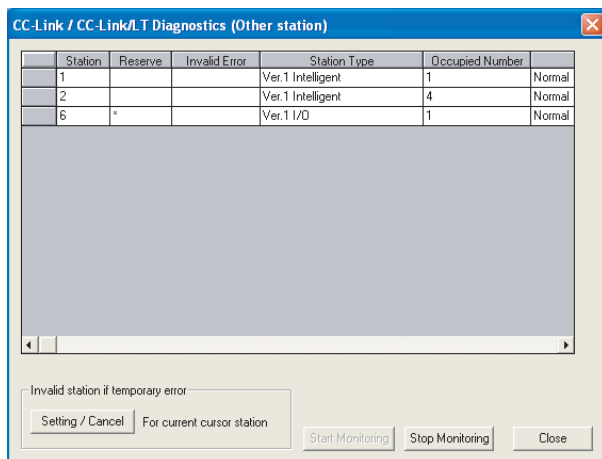 CC-Link / CC-Link/LT Diagnostics (Other station)
Station Reserve Invalid Error Station Type Occupied Number
1 Ver.1 Intelligent 1 Normal
2 Ver.1 Intelligent 4 Normal
6 * Ver.1 I/O 1 Normal
Invalid station if temporary error
Setting / Cancel For current cursor station
Start Monitoring Stop Monitoring Close